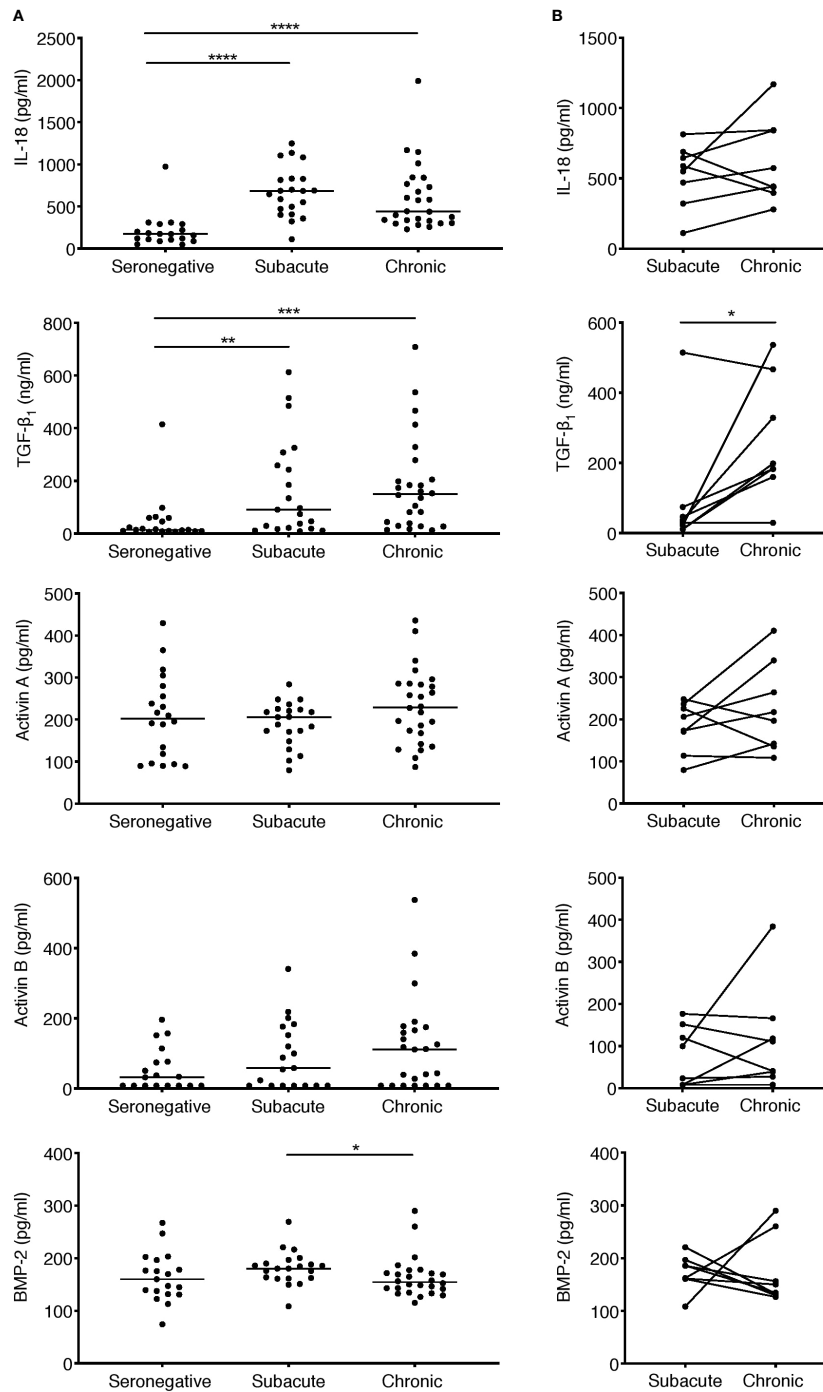 A
B
IL-18 (pg/ml)
2500
2000
1500
1000
500
0
****
****
Seronegative Subacute Chronic
IL-18 (pg/ml)
1500
1000
500
0
Subacute Chronic
TGF-β1 (ng/ml)
800
600
400
200
0
***
**
Seronegative Subacute Chronic
TGF-β1 (ng/ml)
600
400
200
0
*
Subacute Chronic
Activin A (pg/ml)
500
400
300
200
100
0
Seronegative Subacute Chronic
Activin A (pg/ml)
500
400
300
200
100
0
Subacute Chronic
Activin B (pg/ml)
600
400
200
0
Seronegative Subacute Chronic
Activin B (pg/ml)
500
400
300
200
100
0
Subacute Chronic
BMP-2 (pg/ml)
400
300
200
100
0
*
Seronegative Subacute Chronic
BMP-2 (pg/ml)
400
300
200
100
0
Subacute Chronic